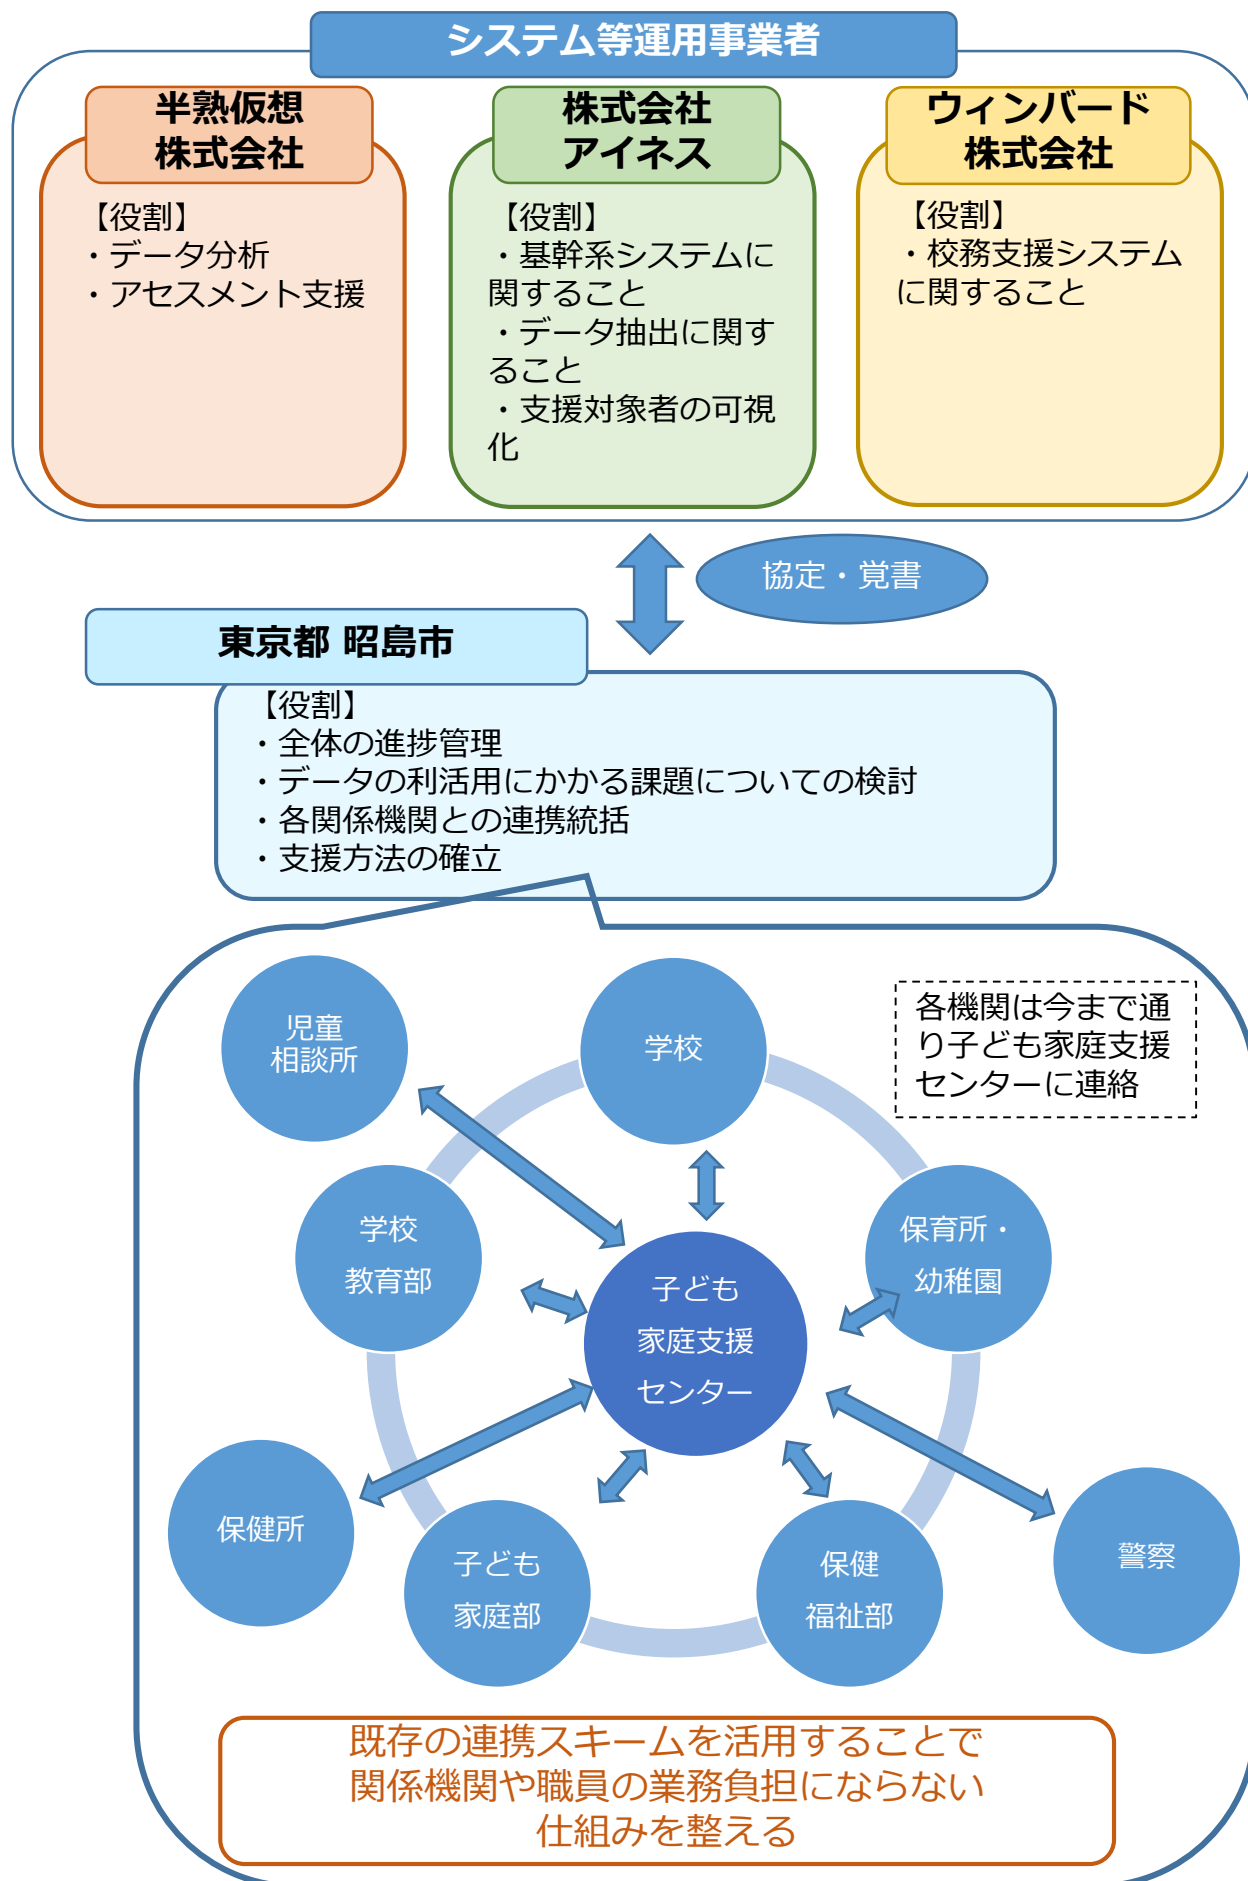 システム等運用事業者
半熟仮想
株式会社
【役割】
・データ分析
・アセスメント支援
株式会社
アイネス
【役割】
・基幹系システムに
関すること
・データ抽出に関す
ること
・支援対象者の可視
化
ウィンバード
株式会社
【役割】
・校務支援システム
に関すること
協定・覚書
東京都 昭島市
【役割】
・全体の進捗管理
・データの利活用にかかる課題についての検討
・各関係機関との連携統括
・支援方法の確立
児童
相談所
学校
各機関は今まで通
り子ども家庭支援
センターに連絡
学校
教育部
保育所・
幼稚園
子ども
家庭支援
センター
保健所
子ども
家庭部
保健
福祉部
警察
既存の連携スキームを活用することで
関係機関や職員の業務負担にならない
仕組みを整える